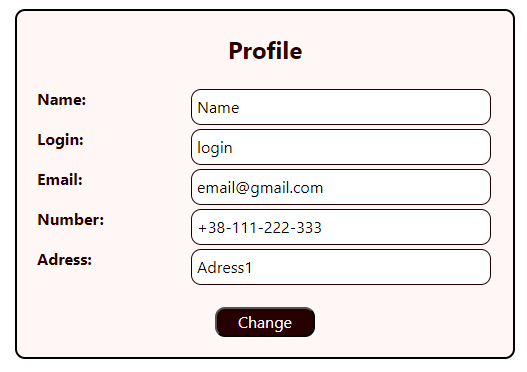 Profile
Name: Name
Login: login
Email: email@gmail.com
Number: +38-111-222-333
Adress: Adress1
Change